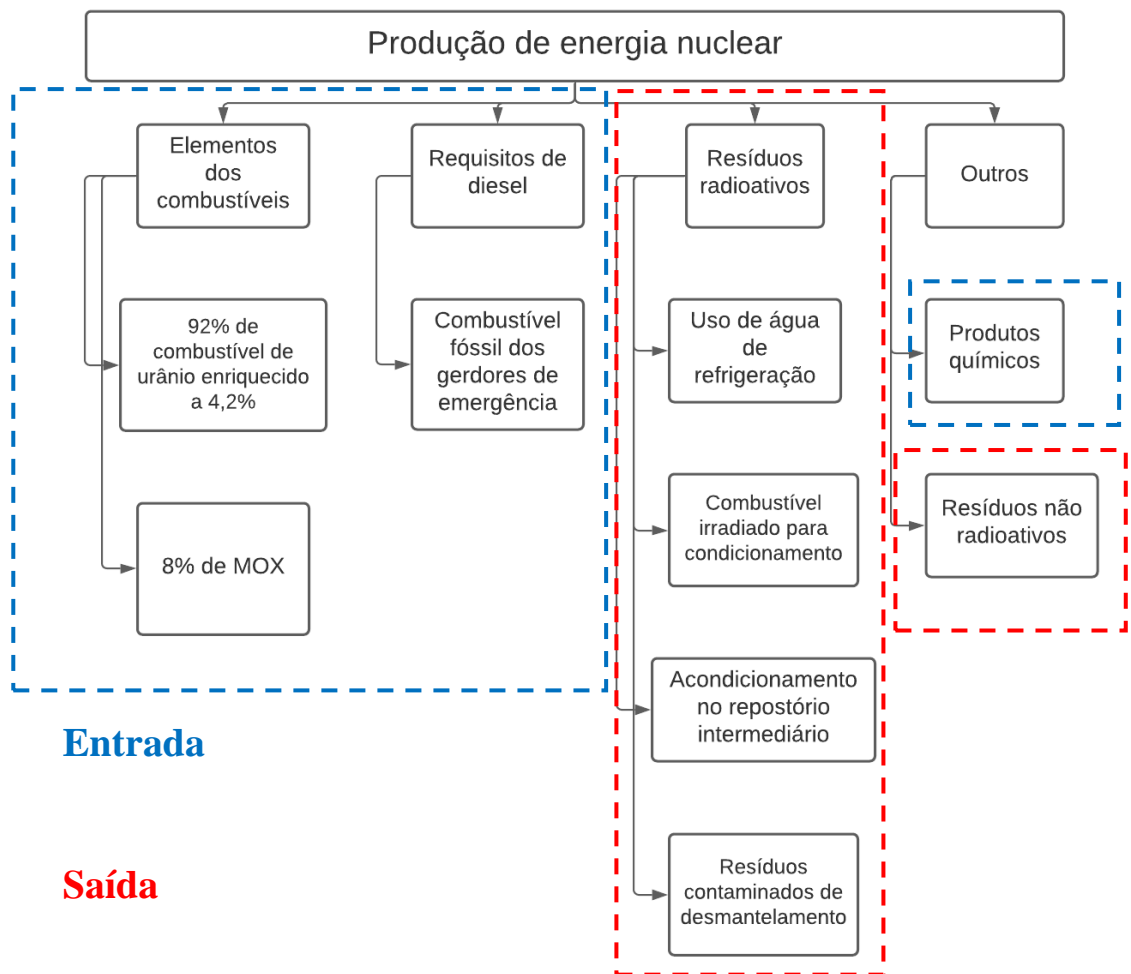 Produção de energia nuclear
Elementos
dos
combustíveis
Requisitos de
diesel
Resíduos
radioativos
Outros
92% de
combustível de
urânio enriquecido
a 4,2%
Combustível
fóssil dos
gerdores de
emergência
Uso de água
de
refrigeração
Produtos
químicos
8% de MOX
Combustível
irradiado para
condicionamento
Resíduos não
radioativos
Acondicionamento
no repostório
intermediário
Resíduos
contaminados de
desmantelamento
Entrada
Saída